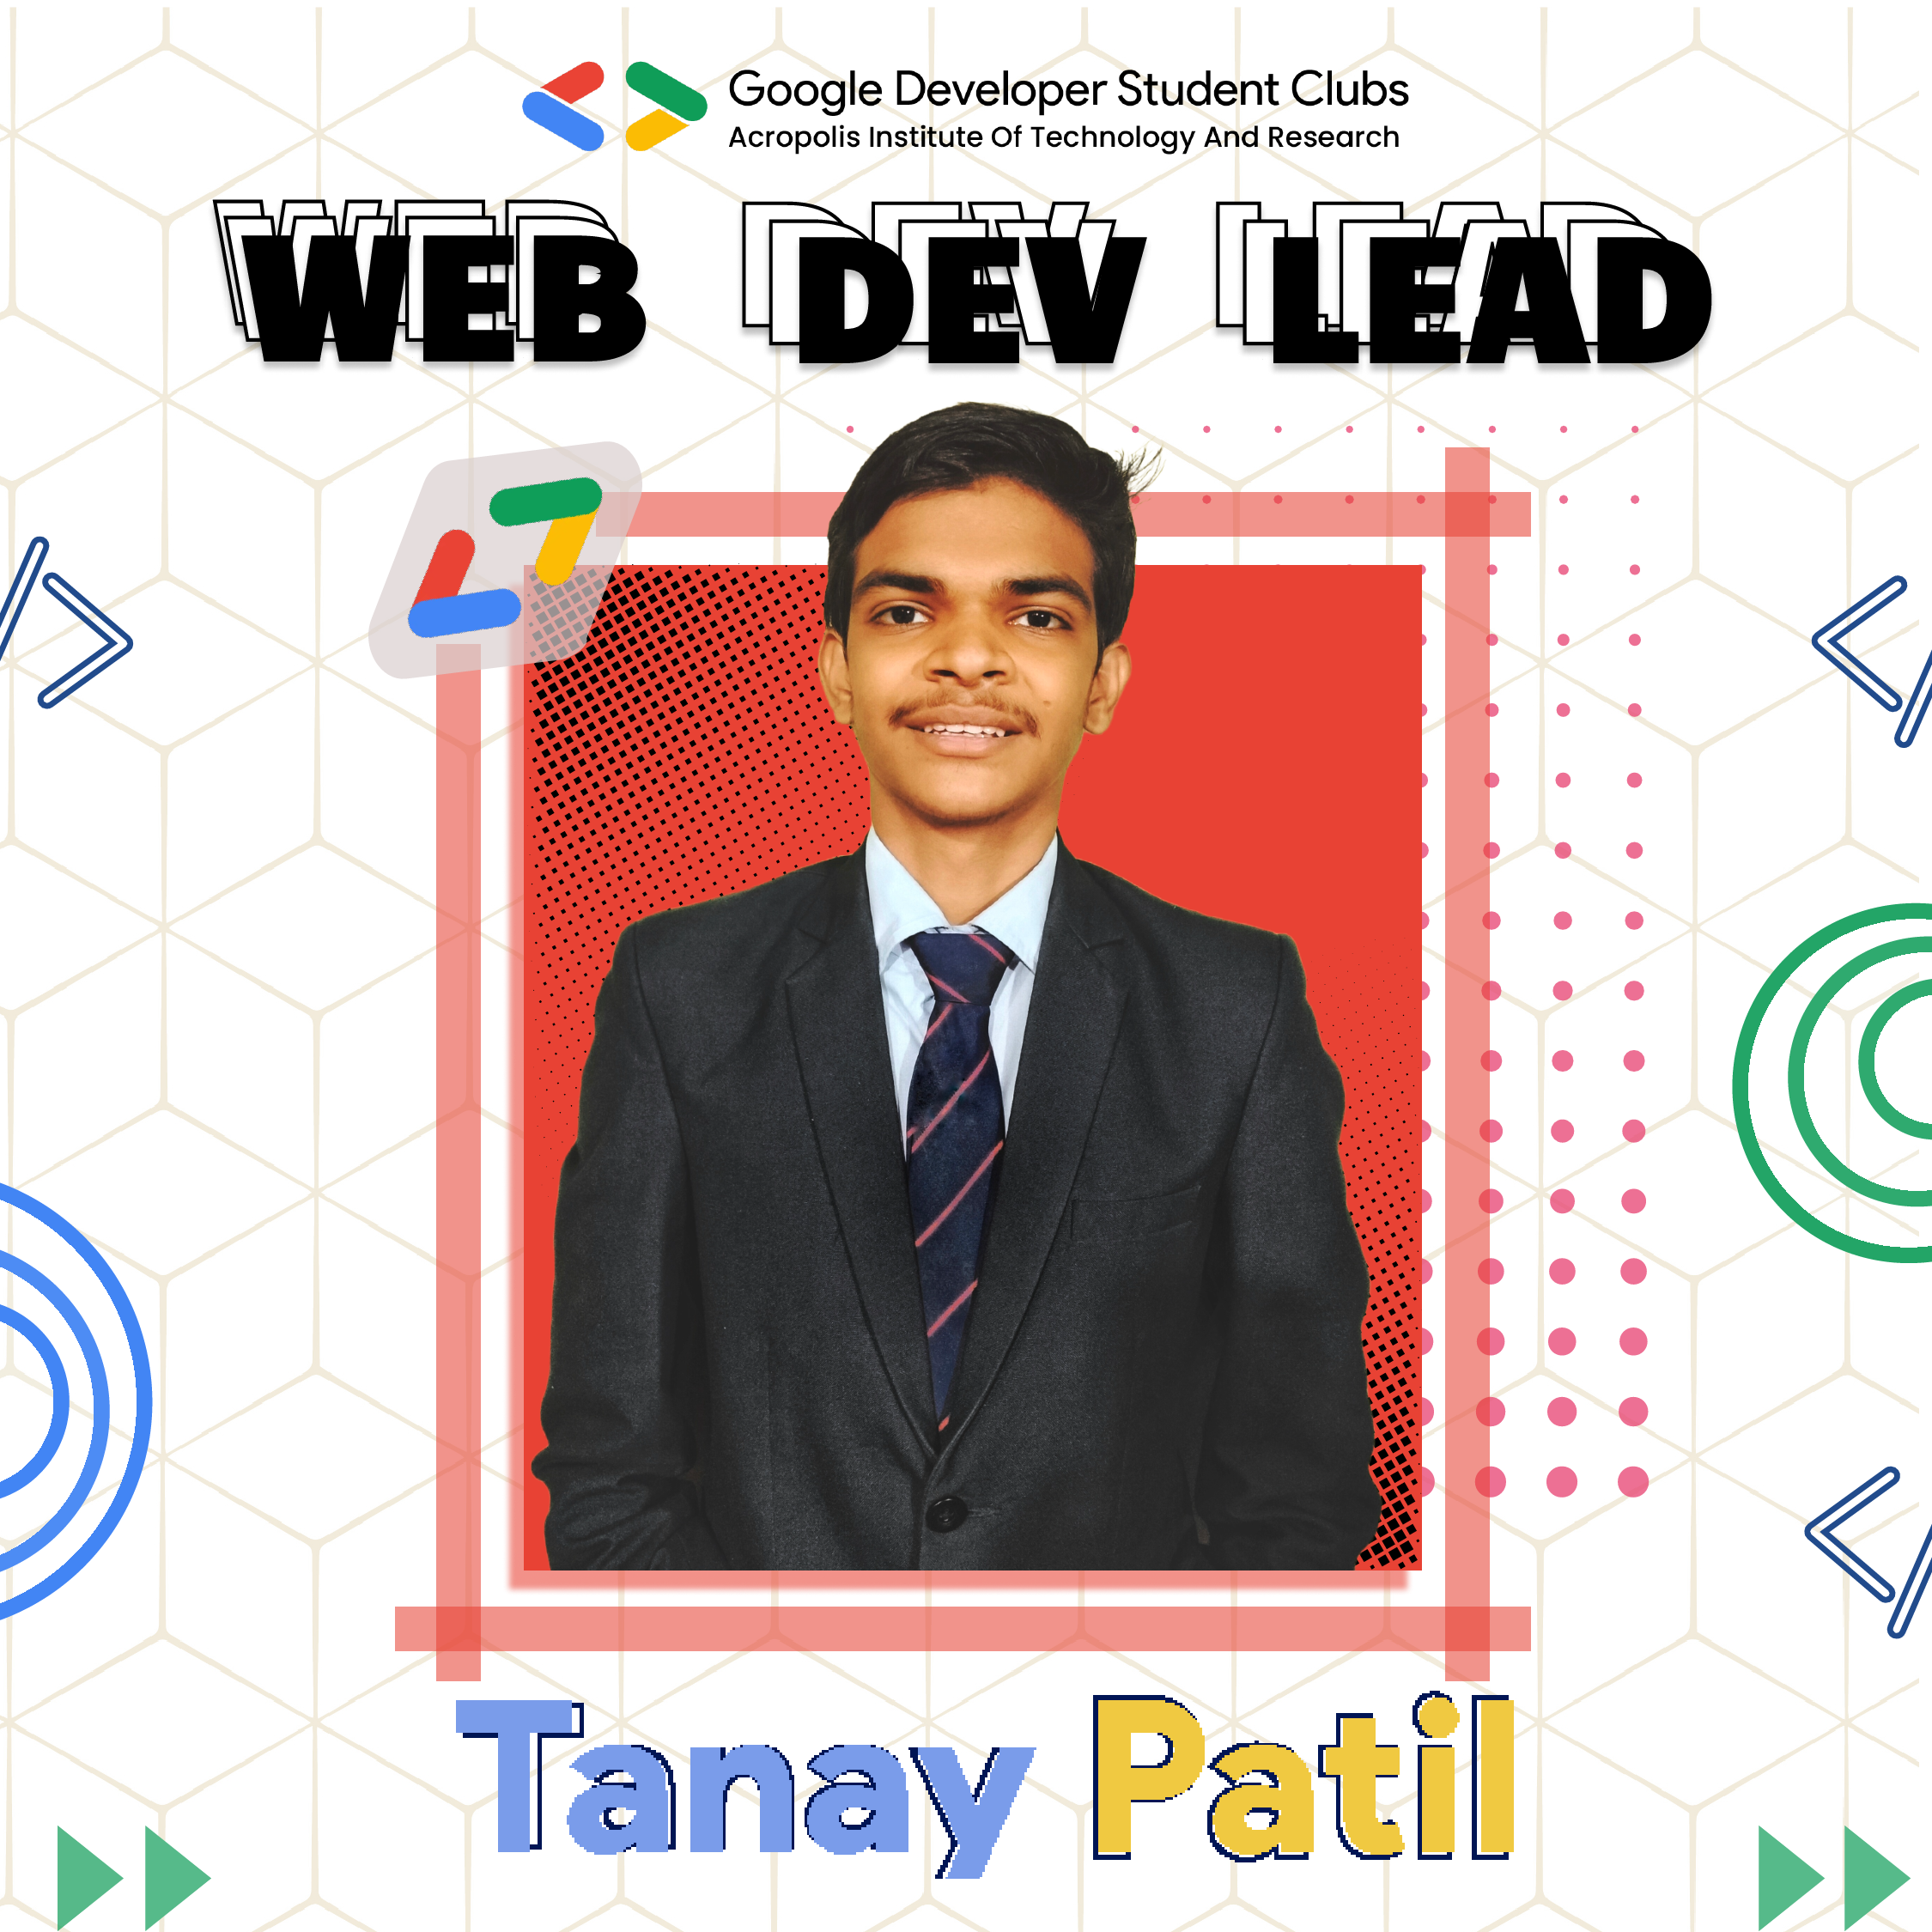 Google Developer Student Clubs
Acropolis Institute Of Technology And Research
WEB DEV LEAD
Tanay Patil